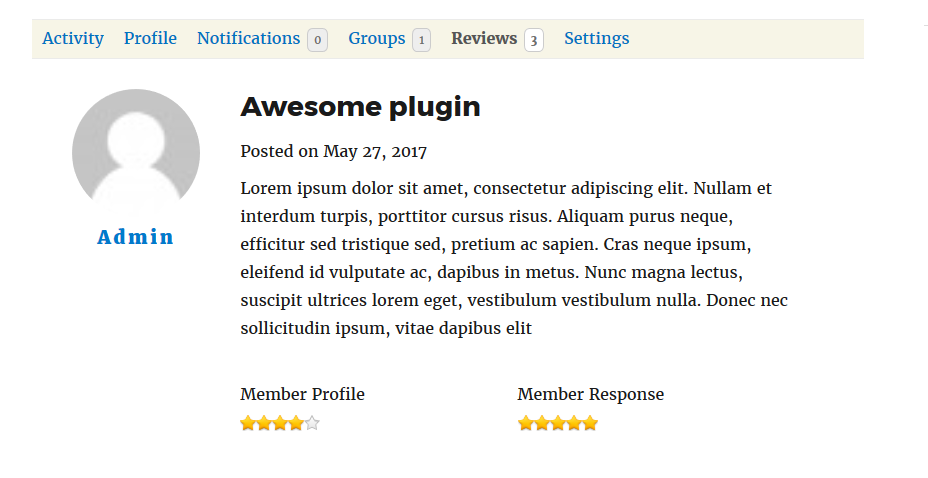 Activity Profile Notifications 0 Groups 1 Reviews 3 Settings
Awesome plugin
Posted on May 27, 2017
Lorem ipsum dolor sit amet, consectetur adipiscing elit. Nullam et
interdum turpis, porttitor cursus risus. Aliquam purus neque,
efficitur sed tristique sed, pretium ac sapien. Cras neque ipsum,
eleifend id vulputate ac, dapibus in metus. Nunc magna lectus,
suscipit ultrices lorem eget, vestibulum vestibulum nulla. Donec nec
sollicitudin ipsum, vitae dapibus elit
Admin
Member Profile Member Response